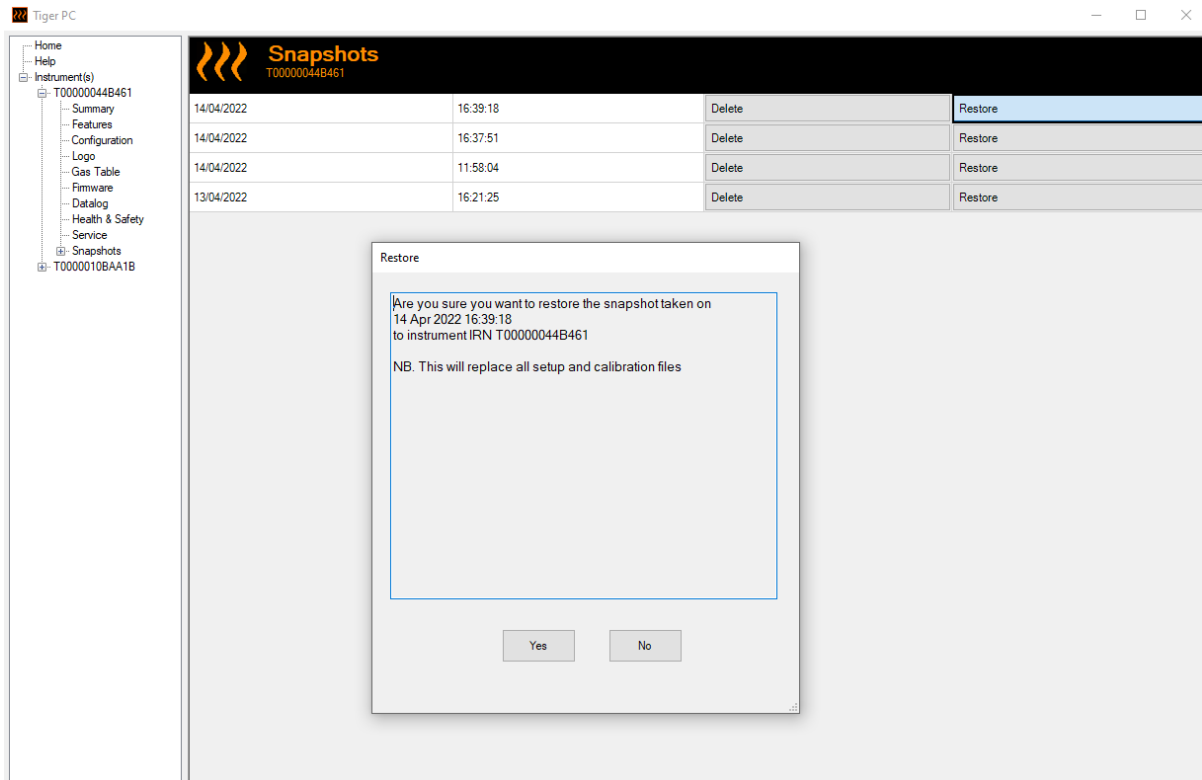 Tiger PC
Home
Help
Instrument(s)
T00000044B461
Summary
Features
Configuration
Logo
Gas Table
Firmware
Datalog
Health & Safety
Service
Snapshots
T0000010BAA1B
Snapshots
T00000044B461
14/04/2022 16:39:18 Delete Restore
14/04/2022 16:37:51 Delete Restore
14/04/2022 11:58:04 Delete Restore
13/04/2022 16:21:25 Delete Restore
Restore
Are you sure you want to restore the snapshot taken on
14 Apr 2022 16:39:18
to instrument IRN T00000044B461
NB. This will replace all setup and calibration files
Yes No